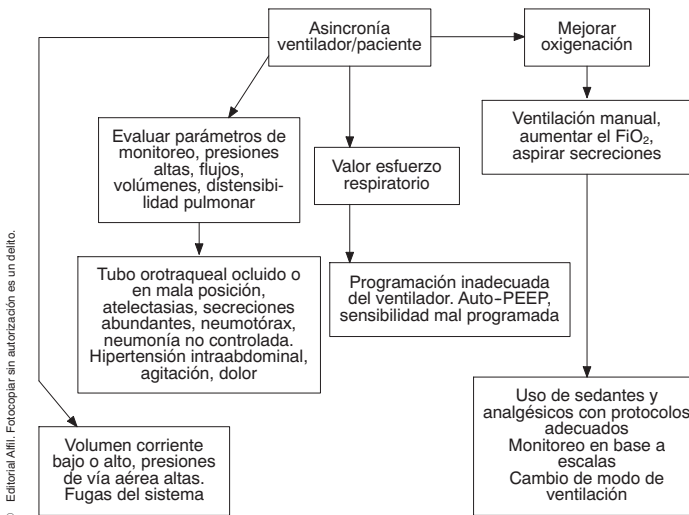 Asincronía
ventilador/paciente
Mejorar
oxigenación
Evaluar parámetros de
monitoreo, presiones
altas, flujos,
volúmenes, distensibi-
lidad pulmonar
Valor esfuerzo
respiratorio
Ventilación manual,
aumentar el FiO₂,
aspirar secreciones
Tubo orotraqueal ocluido o
en mala posición,
atelectasias, secreciones
abundantes, neumotórax,
neumonía no controlada.
Hipertensión intraabdominal,
agitación, dolor
Programación inadecuada
del ventilador. Auto-PEEP,
sensibilidad mal programada
Volumen corriente
bajo o alto, presiones
de vía aérea altas.
Fugas del sistema
Uso de sedantes y
analgésicos con protocolos
adecuados
Monitoreo en base a
escalas
Cambio de modo de
ventilación
Editorial Alfil. Fotocopiar sin autorización es un delito.